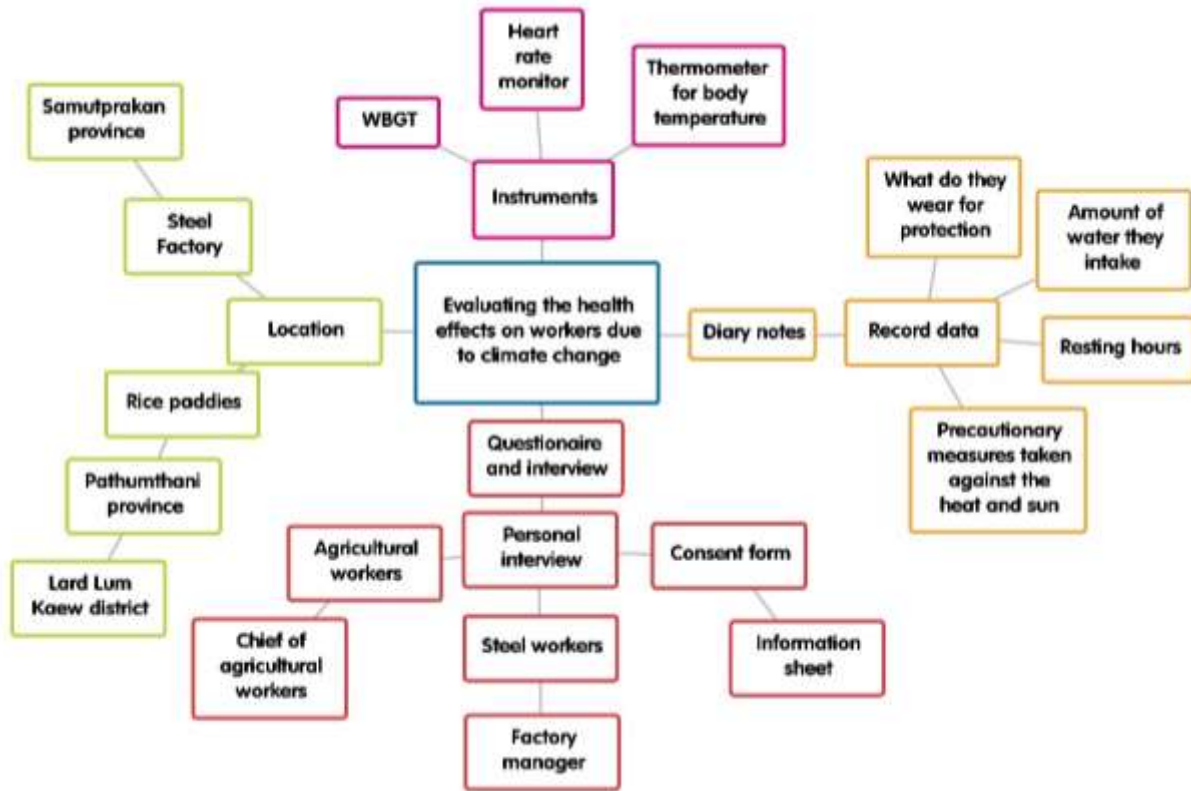 Heart
rate
monitor
Thermometer
for body
temperature
WBGT
Instruments
Samutprakan
province
Steel
Factory
Location
Rice paddies
Pathumthani
province
Lard Lum
Kaew district
Evaluating the health
effects on workers due
to climate change
Diary notes
Record data
What do they
wear for
protection
Amount of
water they
intake
Resting hours
Precautionary
measures taken
against the
heat and sun
Questionaire
and interview
Personal
interview
Agricultural
workers
Chief of
agricultural
workers
Steel workers
Factory
manager
Consent form
Information
sheet